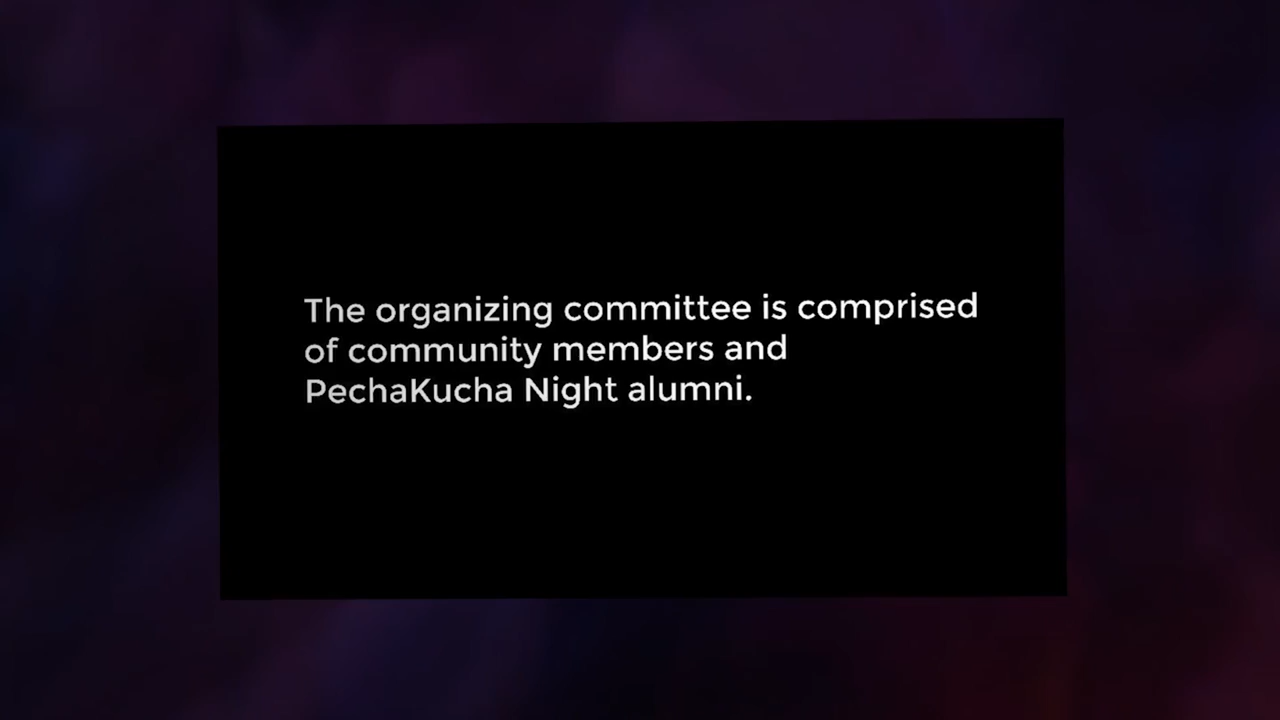 The organizing committee is comprised
of community members and
PechaKucha Night alumni.